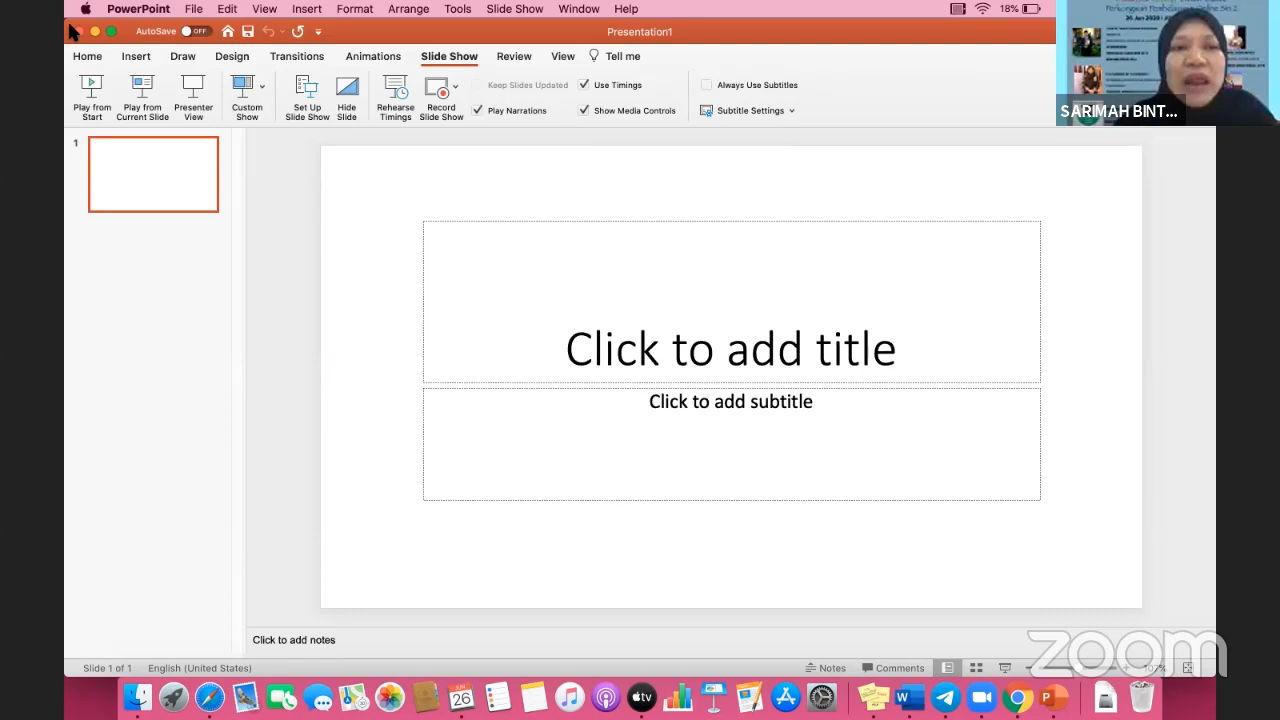 PowerPoint File Edit View Insert Format Arrange Tools Slide Show Window Help 18%
AutoSave OFF Presentation1
Home Insert Draw Design Transitions Animations Slide Show Review View Tell me
Play from Start
Play from Current Slide
Presenter View
Custom Show
Set Up Slide Show
Hide Slide
Rehearse Timings
Record Slide Show
Keep Slides Updated
Use Timings
Play Narrations
Show Media Controls
Always Use Subtitles
Subtitle Settings
SARIMAH BINT...
1
Click to add title
Click to add subtitle
Click to add notes
Slide 1 of 1 English (United States) Notes Comments 107%
zoom
JUN
26
tv